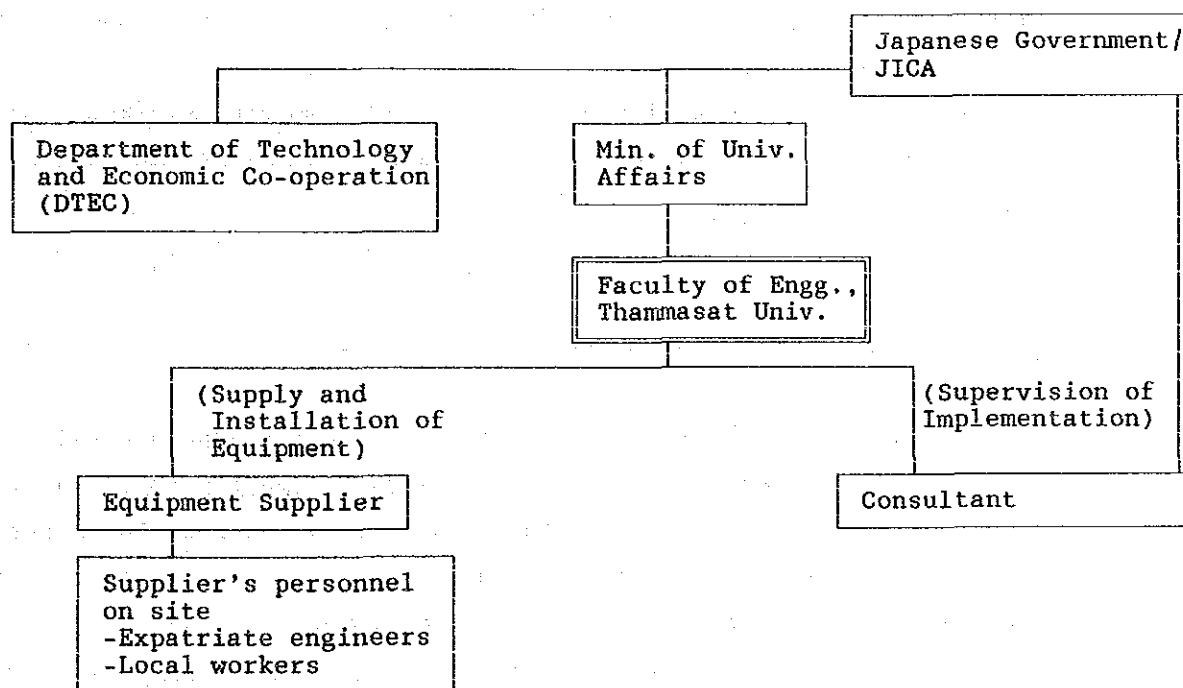 Japanese Government/
JICA
Department of Technology
and Economic Co-operation
(DTEC)
Min. of Univ.
Affairs
Faculty of Engg.,
Thammasat Univ.
(Supply and
Installation of
Equipment)
(Supervision of
Implementation)
Equipment Supplier
Consultant
Supplier's personnel
on site
-Expatriate engineers
-Local workers